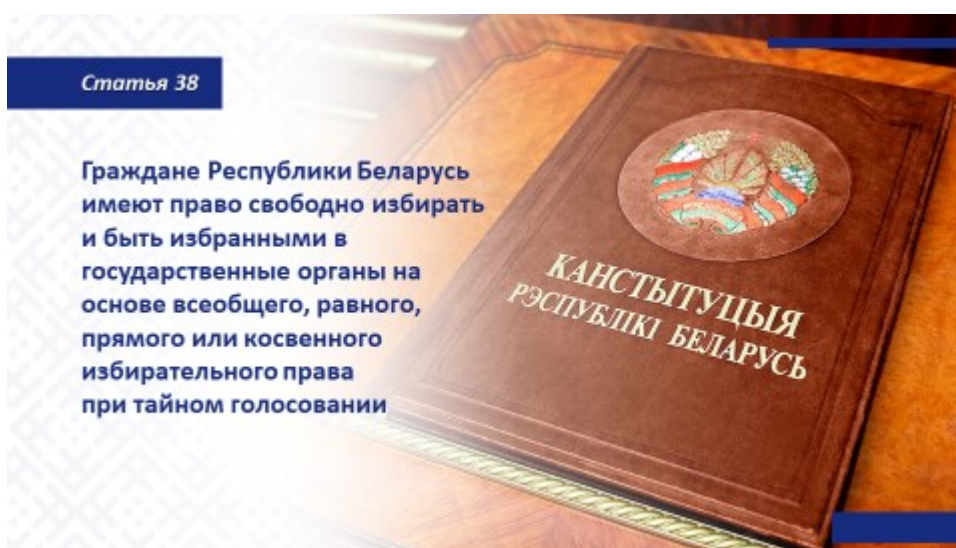 Статья 38
Граждане Республики Беларусь
имеют право свободно избирать
и быть избранными в
государственные органы на
основе всеобщего, равного,
прямого или косвенного
избирательного права
при тайном голосовании
КАНСТЫТУЦЫЯ
РЭСПУБЛІКІ БЕЛАРУСЬ